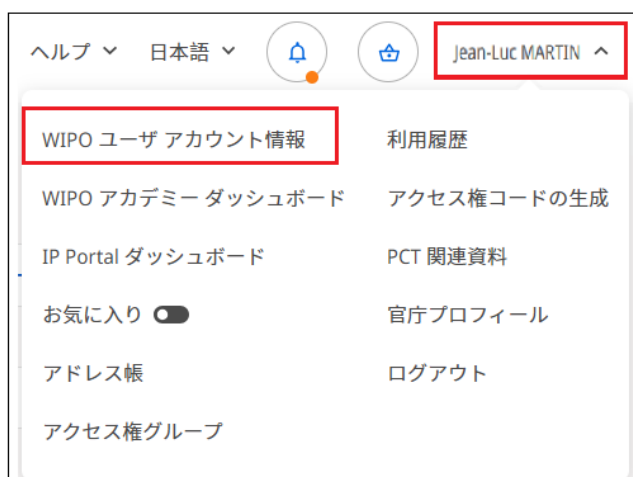 ヘルプ 日本語 Jean-Luc MARTIN
WIPO ユーザ アカウント情報
利用履歴
WIPO アカデミー ダッシュボード
アクセス権コードの生成
IP Portal ダッシュボード
PCT 関連資料
お気に入り
官庁プロフィール
アドレス帳
ログアウト
アクセス権グループ